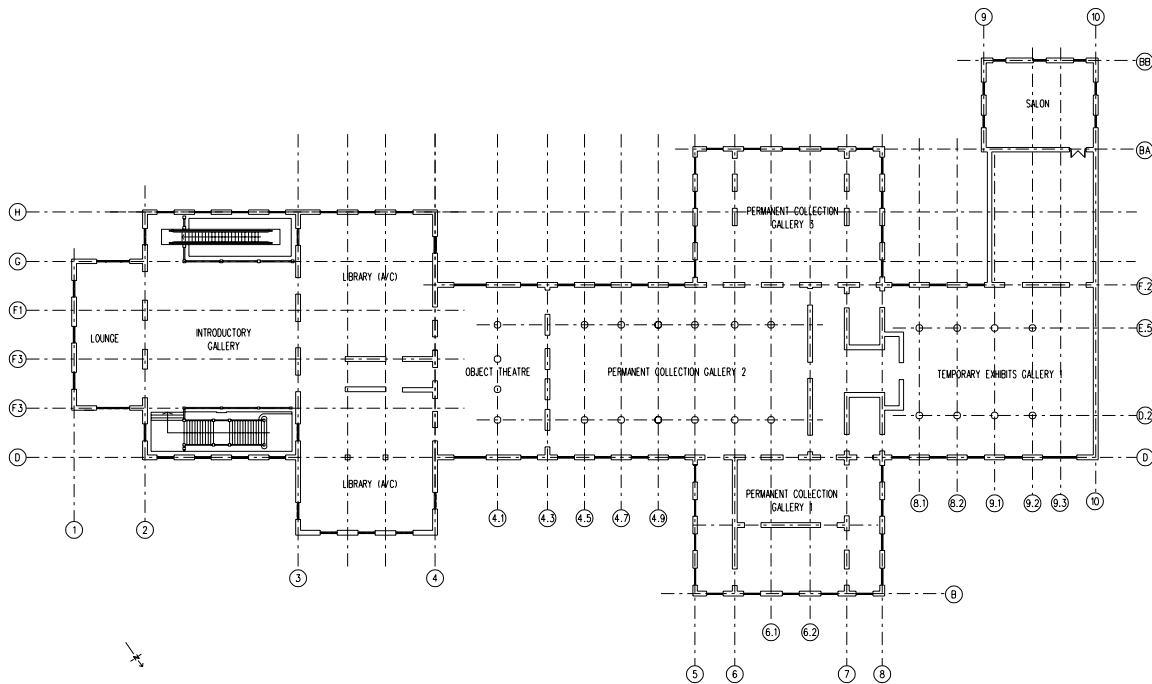 9
10
BB
SALON
BA
H
PERMANENT COLLECTION
GALLERY 3
G
LIBRARY (A/C)
F.2
F1
E.5
LOUNGE
INTRODUCTORY
GALLERY
F3
OBJECT THEATRE
PERMANENT COLLECTION GALLERY 2
TEMPORARY EXHIBITS GALLERY 1
F3
D.2
D
D
LIBRARY (A/C)
PERMANENT COLLECTION
GALLERY 1
1
2
4.1
4.3
4.5
4.7
4.9
8.1
8.2
9.1
9.2
9.3
10
3
4
B
6.1
6.2
5
6
7
8